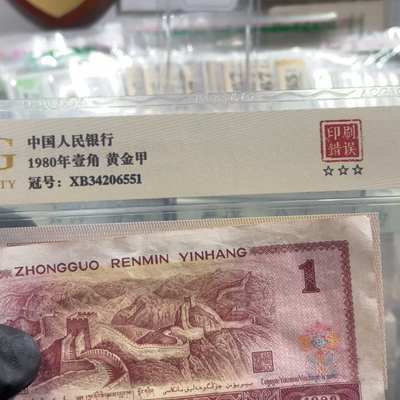 中国人民银行
1980年壹角 黄金甲
冠号：XB34206551
G
TY
印刷
错误
ZHONGGUO RENMIN YINHANG
1